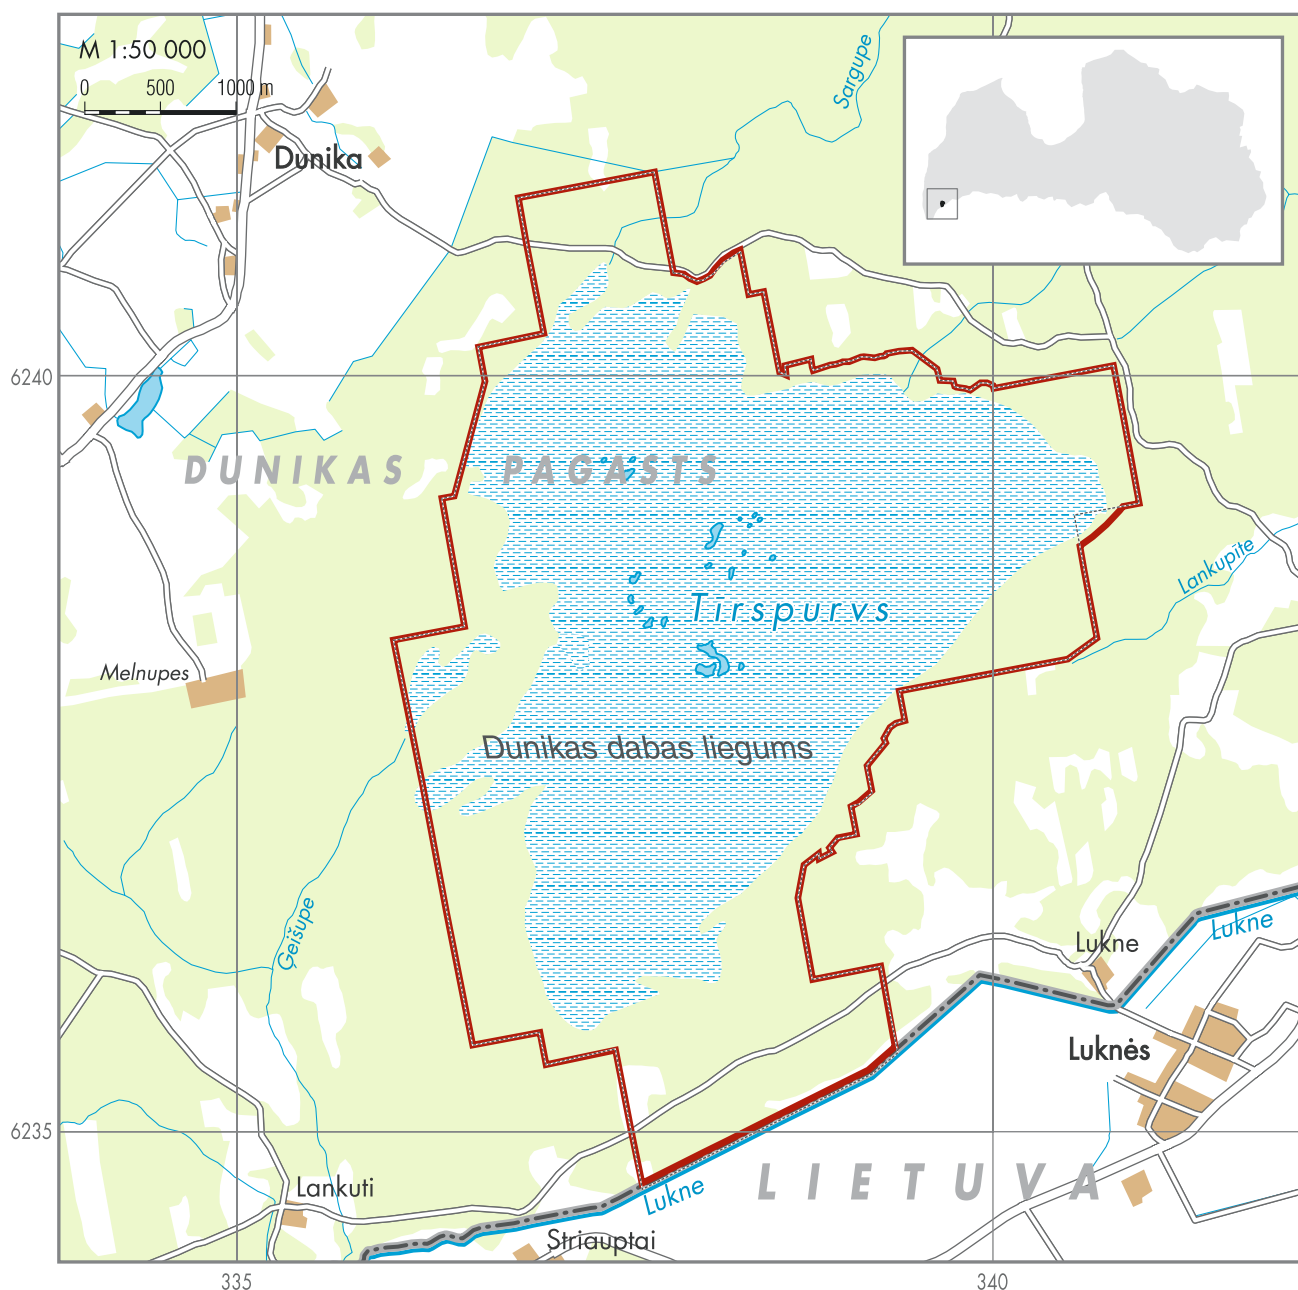 M 1:50 000
0 500 1000 m
Sargupe
Dunika
6240
DUNIKAS PAGASTS
Lankupīte
Tīrspurvs
Melnupes
Dunikas dabas liegums
Geišupe
Lukne
Lukne
Luknės
6235
LIETUVA
Lankuti
Lukne
Striauptai
335 340